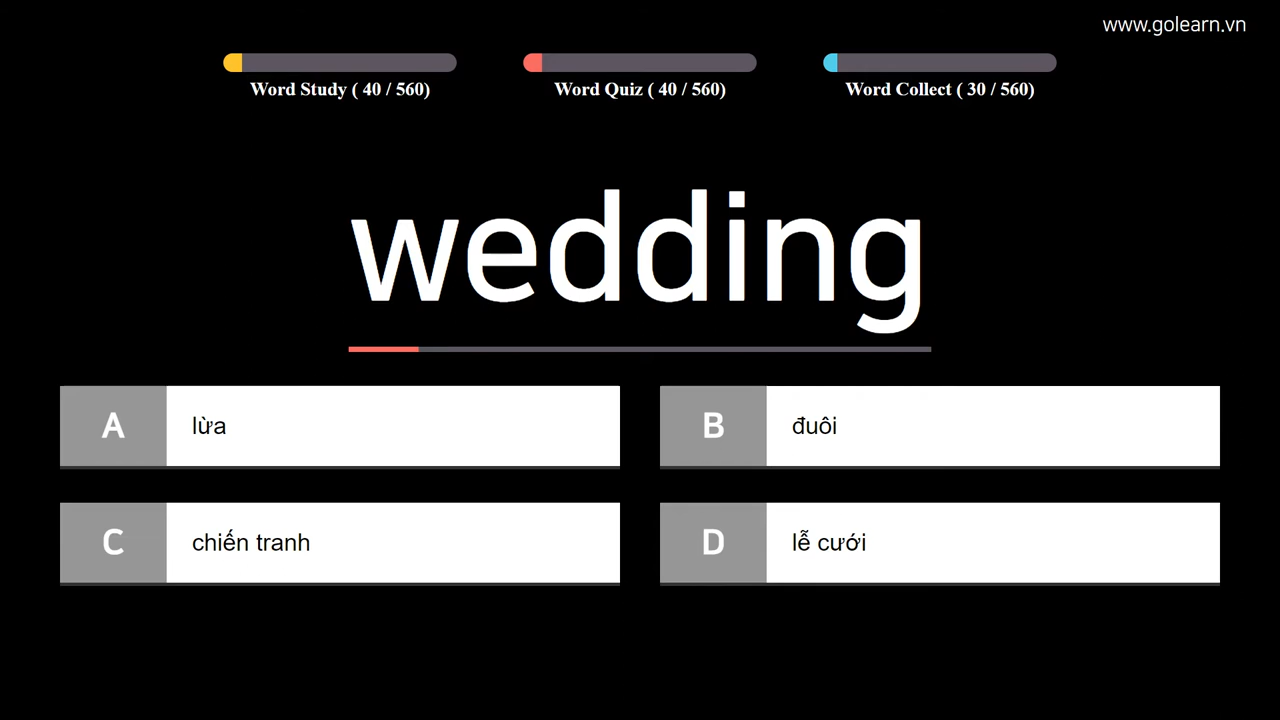 www.golearn.vn
Word Study ( 40 / 560)
Word Quiz ( 40 / 560)
Word Collect ( 30 / 560)
wedding
A lừa
B đuôi
C chiến tranh
D lễ cưới